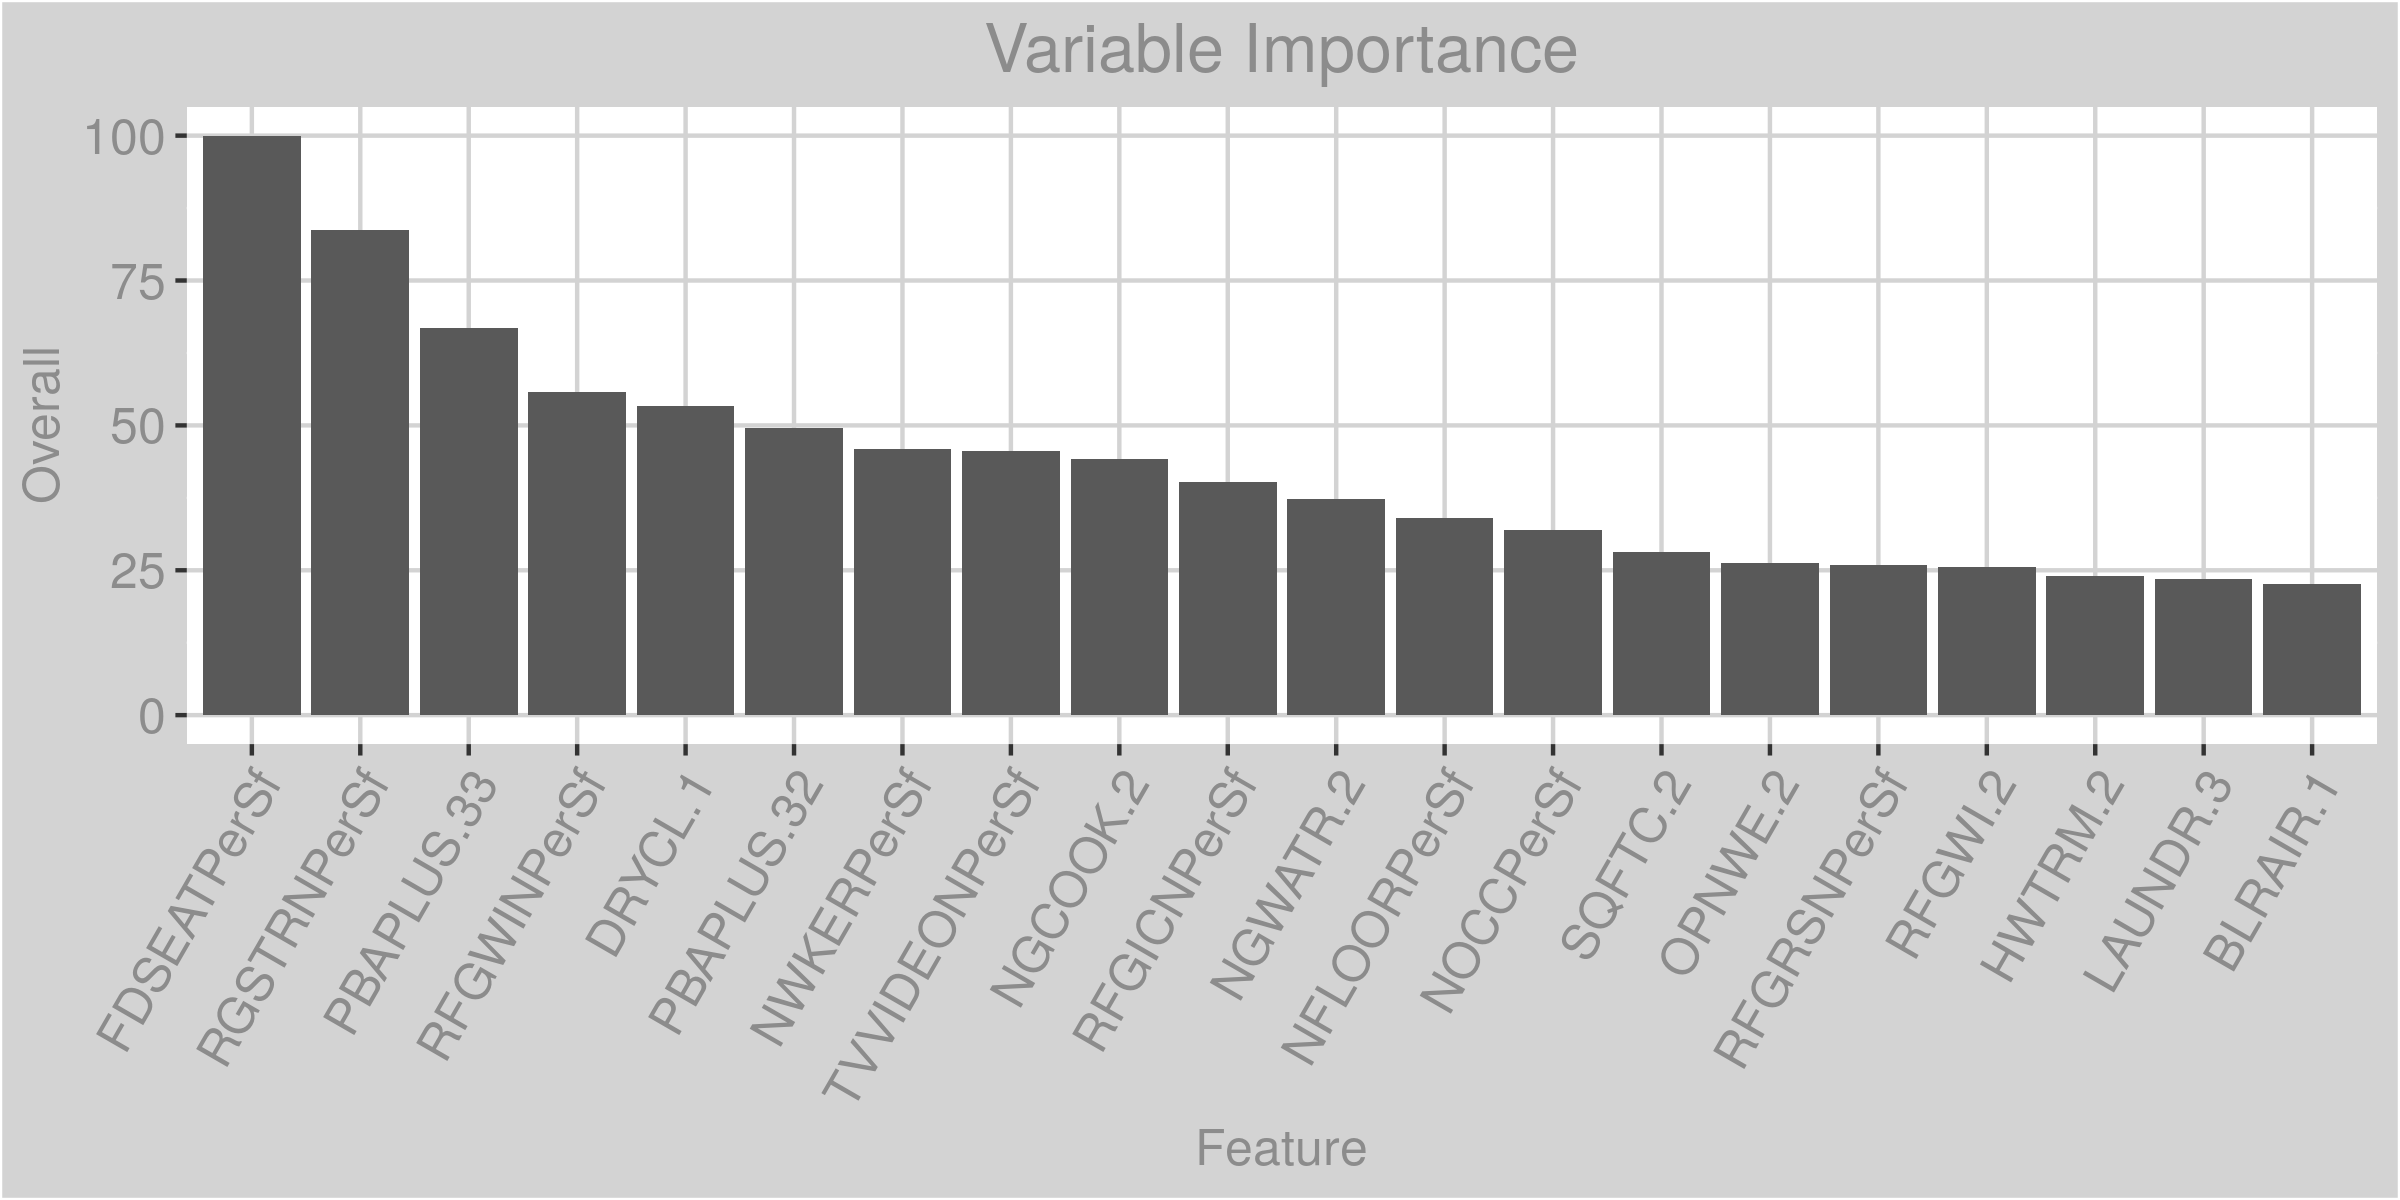 Variable Importance
Overall
100
75
50
25
0
FDSEATPerSf
RGSTRNPerSf
PBAPLUS.33
RFGWINPerSf
DRYCL.1
PBAPLUS.32
NWKERPerSf
TVVIDEONPerSf
NGCOOK.2
RFGICNPerSf
NGWATR.2
NFLOORPerSf
NOCCPerSf
SQFTC.2
OPNWE.2
RFGRSNPerSf
RFGWI.2
HWTRM.2
LAUNDR.3
BLRAIR.1
Feature